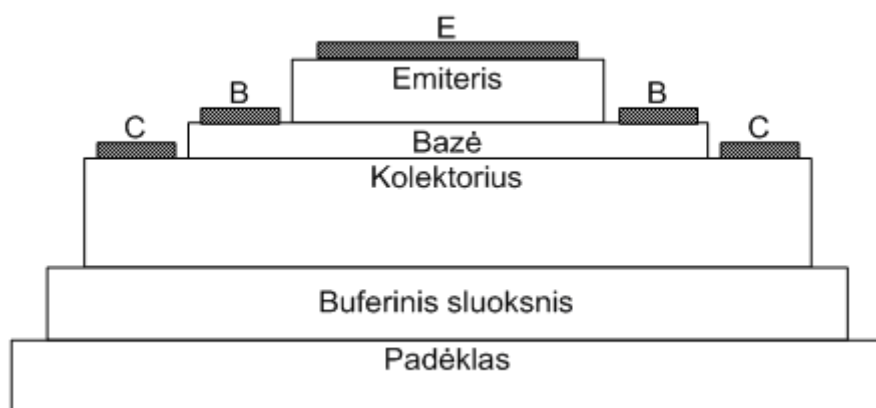 E
Emiteris
B B
Bazė
C C
Kolektorius
Buferinis sluoksnis
Padėklas